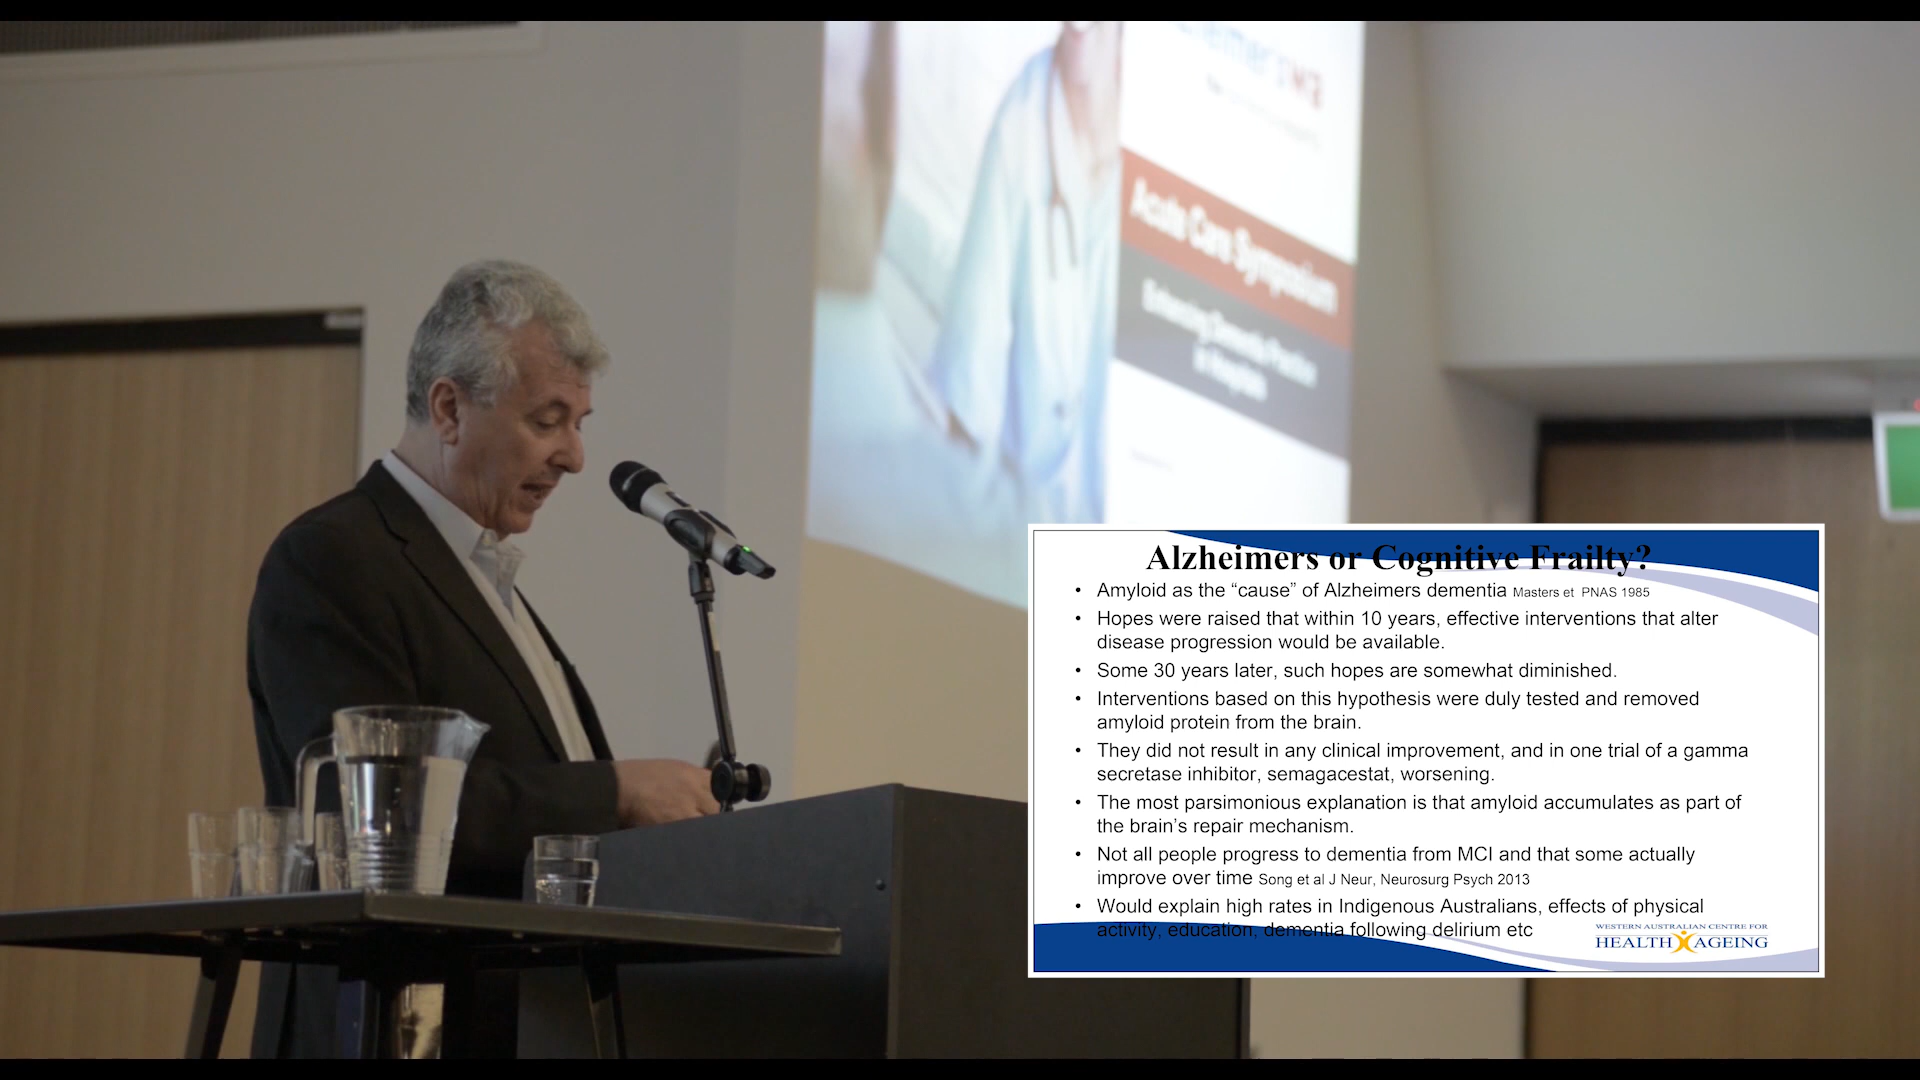 Acute Care Symposium
Enhancing Dementia Practice
in Hospitals
Alzheimers or Cognitive Frailty?
• Amyloid as the “cause” of Alzheimers dementia Masters et PNAS 1985
• Hopes were raised that within 10 years, effective interventions that alter
disease progression would be available.
• Some 30 years later, such hopes are somewhat diminished.
• Interventions based on this hypothesis were duly tested and removed
amyloid protein from the brain.
• They did not result in any clinical improvement, and in one trial of a gamma
secretase inhibitor, semagacestat, worsening.
• The most parsimonious explanation is that amyloid accumulates as part of
the brain’s repair mechanism.
• Not all people progress to dementia from MCI and that some actually
improve over time Song et al J Neur, Neurosurg Psych 2013
• Would explain high rates in Indigenous Australians, effects of physical
activity, education, dementia following delirium etc
WESTERN AUSTRALIAN CENTRE FOR
HEALTH AGEING